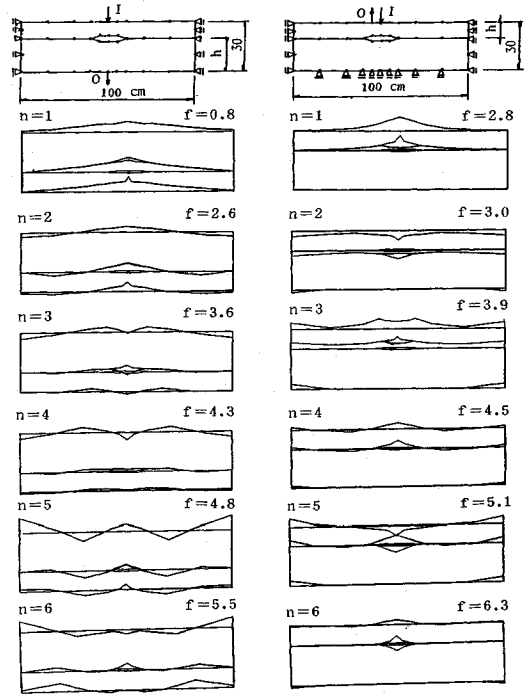 I
h
30
O
100 cm
O I
h
30
100 cm
n=1 f=0.8
f=2.8
n=2 f=2.6
n=2 f=3.0
n=3 f=3.6
n=3 f=3.9
n=4 f=4.3
n=4 f=4.5
n=5 f=4.8
n=5 f=5.1
n=6 f=5.5
n=6 f=6.3
n=1